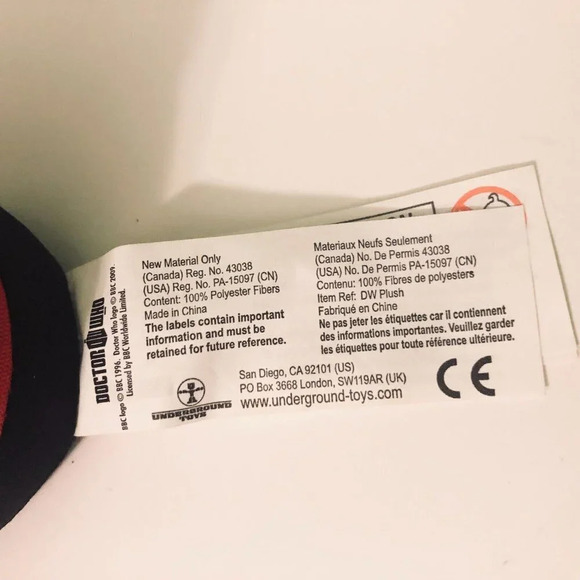 DOCTOR WHO
BBC logo © BBC 1996. Doctor Who logo © BBC 2009.
Licensed by BBC Worldwide Limited.
New Material Only
(Canada) Reg. No. 43038
(USA) Reg. No. PA-15097 (CN)
Content: 100% Polyester Fibers
Made in China
The labels contain important
information and must be
retained for future reference.
Materiaux Neufs Seulement
(Canada) No. De Permis 43038
(USA) No. De Permis PA-15097 (CN)
Contenu: 100% Fibres de polyesters
Item Ref: DW Plush
Fabriqué en Chine
Ne pas jeter les étiquettes car il contiennent
des informations importantes. Veuillez garder
les étiquettes pour toute référence ultérieure.
UNDERGROUND
TOYS
San Diego, CA 92101 (US)
PO Box 3668 London, SW119AR (UK)
www.underground-toys.com
CE